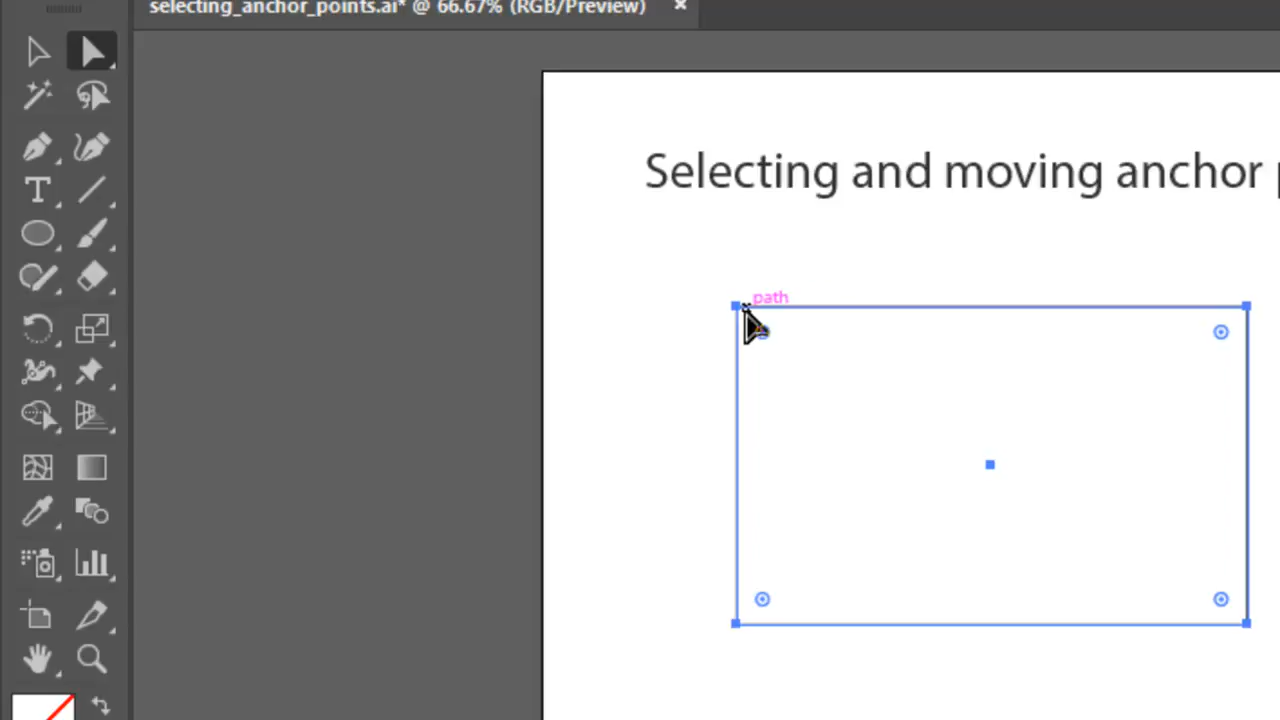 selecting_anchor_points.ai* @ 66.67% (RGB/Preview) ×
Selecting and moving anchor
path